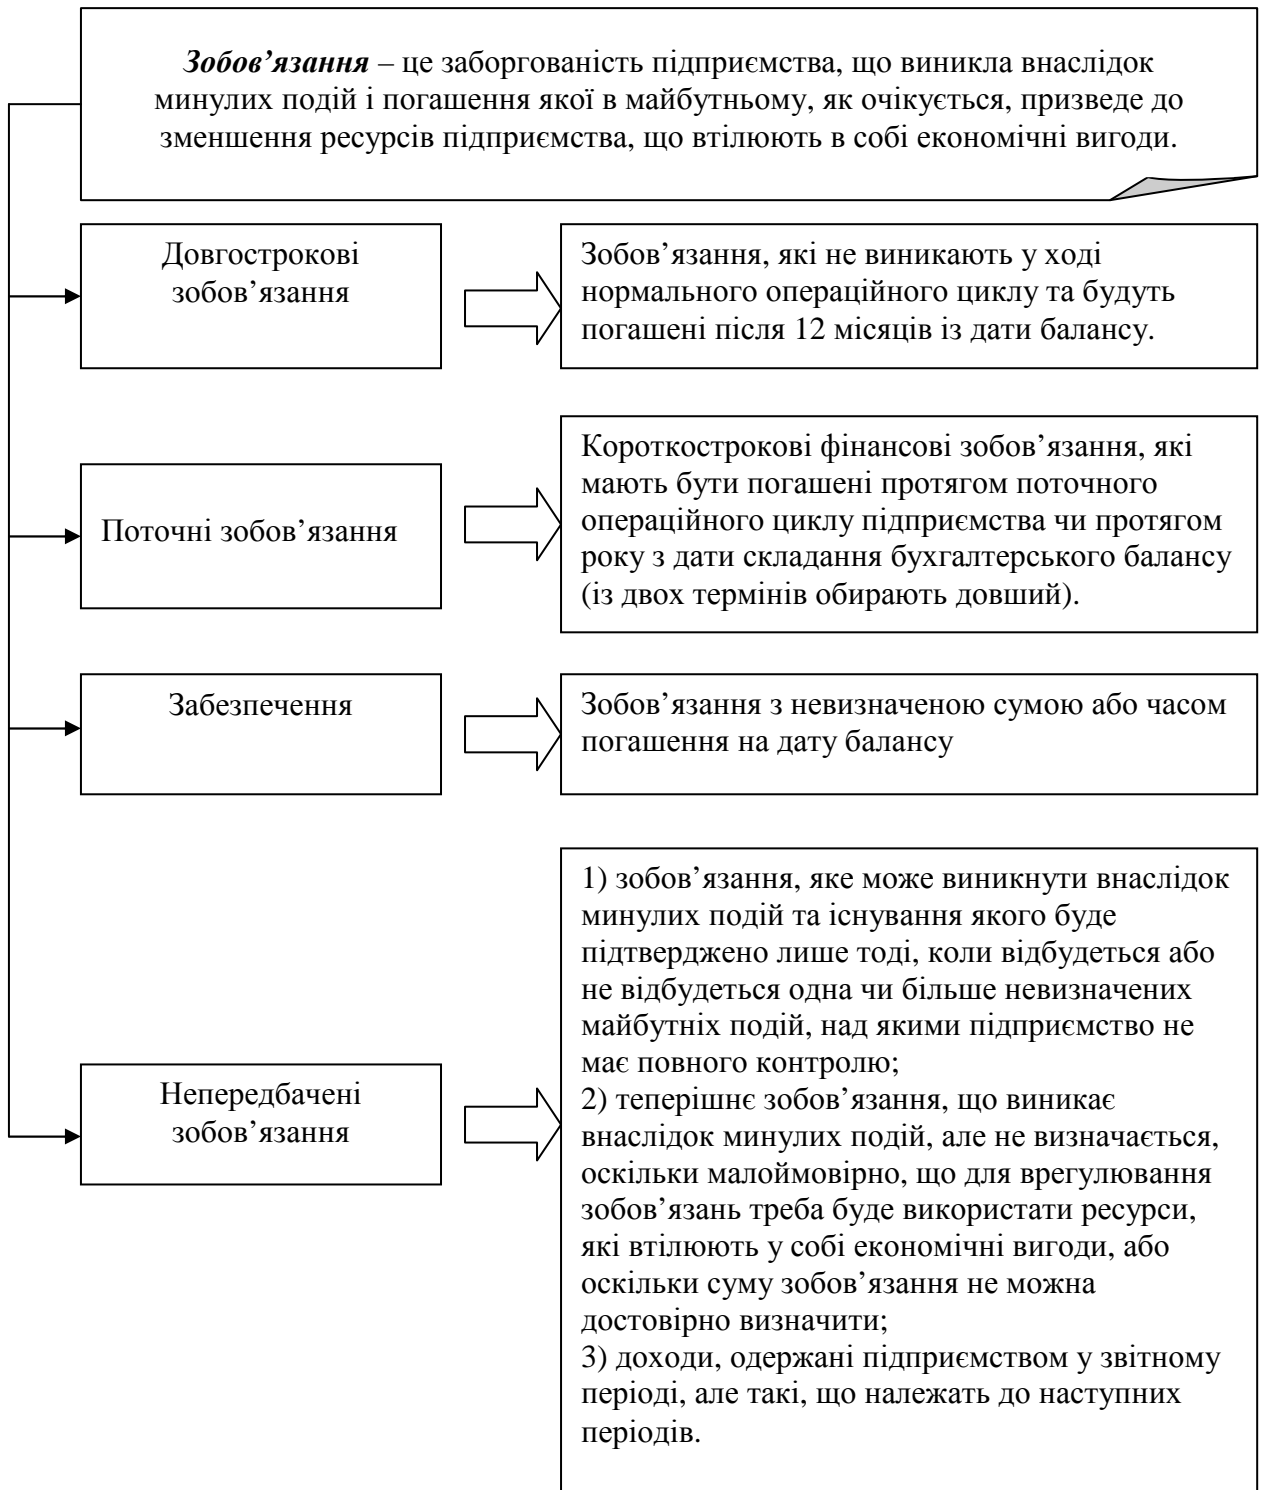 Зобов’язання – це заборгованість підприємства, що виникла внаслідок
минулих подій і погашення якої в майбутньому, як очікується, призведе до
зменшення ресурсів підприємства, що втілюють в собі економічні вигоди.
Довгострокові
зобов’язання
Зобов’язання, які не виникають у ході
нормального операційного циклу та будуть
погашені після 12 місяців із дати балансу.
Поточні зобов’язання
Короткострокові фінансові зобов’язання, які
мають бути погашені протягом поточного
операційного циклу підприємства чи протягом
року з дати складання бухгалтерського балансу
(із двох термінів обирають довший).
Забезпечення
Зобов’язання з невизначеною сумою або часом
погашення на дату балансу
Непередбачені
зобов’язання
1) зобов’язання, яке може виникнути внаслідок
минулих подій та існування якого буде
підтверджено лише тоді, коли відбудеться або
не відбудеться одна чи більше невизначених
майбутніх подій, над якими підприємство не
має повного контролю;
2) теперішнє зобов’язання, що виникає
внаслідок минулих подій, але не визначається,
оскільки малоймовірно, що для врегулювання
зобов’язань треба буде використати ресурси,
які втілюють у собі економічні вигоди, або
оскільки суму зобов’язання не можна
достовірно визначити;
3) доходи, одержані підприємством у звітному
періоді, але такі, що належать до наступних
періодів.